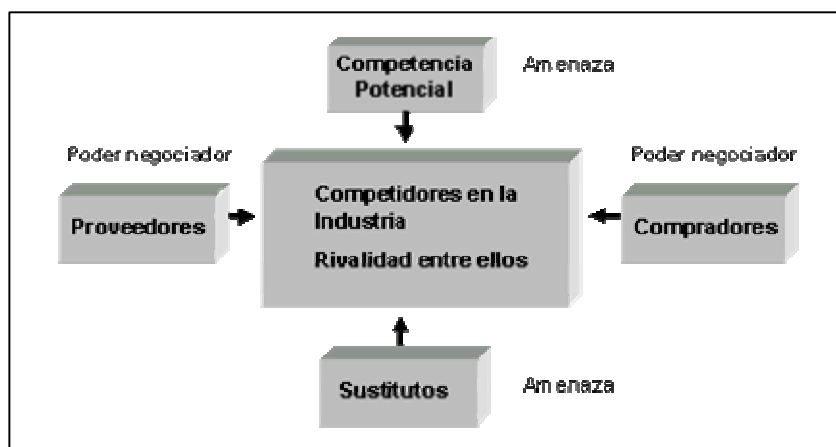 Competencia
Potencial
Amenaza
Poder negociador
Poder negociador
Proveedores
Competidores en la
Industria
Rivalidad entre ellos
Compradores
Sustitutos
Amenaza